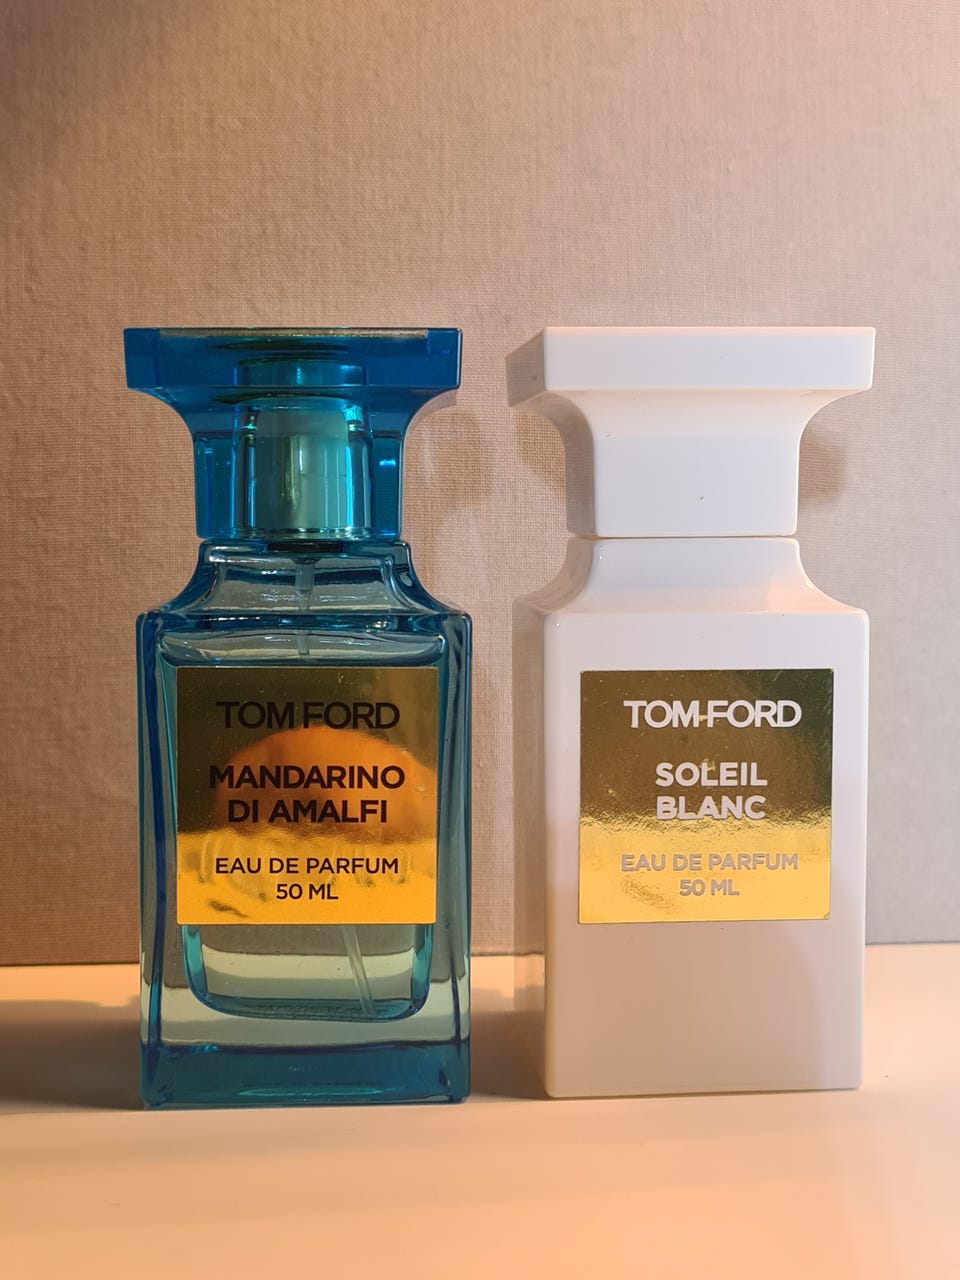 TOM FORD
MANDARINO
DI AMALFI
EAU DE PARFUM
50 ML
TOM FORD
SOLEIL
BLANC
EAU DE PARFUM
50 ML